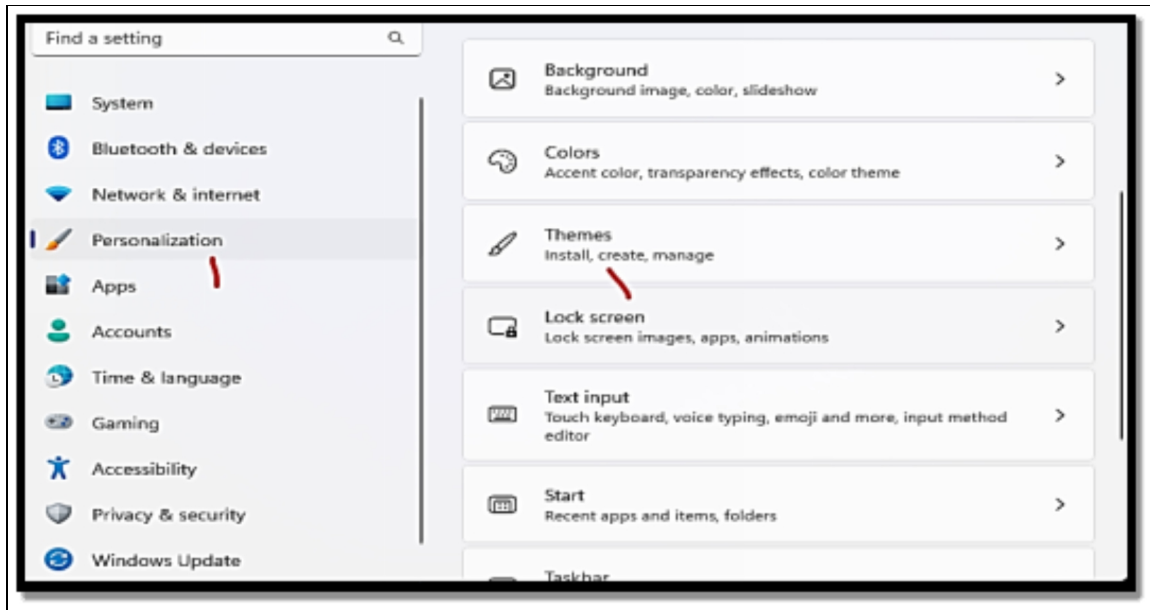 Find a setting
System
Bluetooth & devices
Network & internet
Personalization
Apps
Accounts
Time & language
Gaming
Accessibility
Privacy & security
Windows Update
Background
Background image, color, slideshow
Colors
Accent color, transparency effects, color theme
Themes
Install, create, manage
Lock screen
Lock screen images, apps, animations
Text input
Touch keyboard, voice typing, emoji and more, input method
editor
Start
Recent apps and items, folders
Taskbar